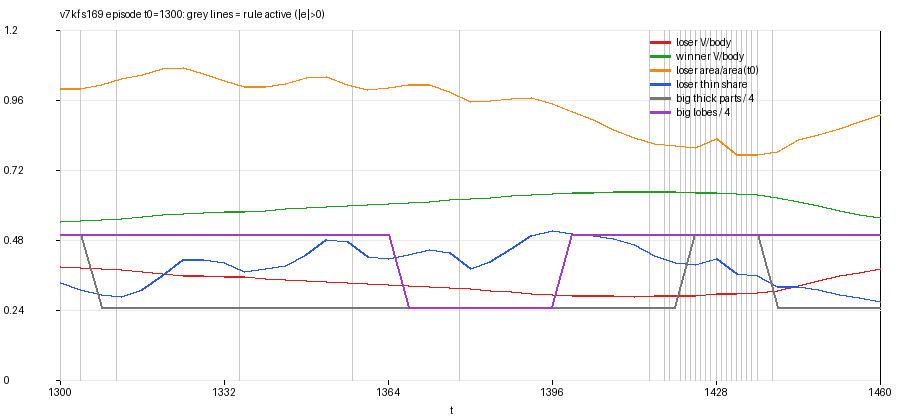 v7kf s169 episode t0=1300: grey lines = rule active (|e|>0)
1.2
loser V/body
winner V/body
loser area/area(t0)
loser thin share
big thick parts / 4
big lobes / 4
0.96
0.72
0.48
0.24
0
1300
1332
1364
1396
1428
1460
t